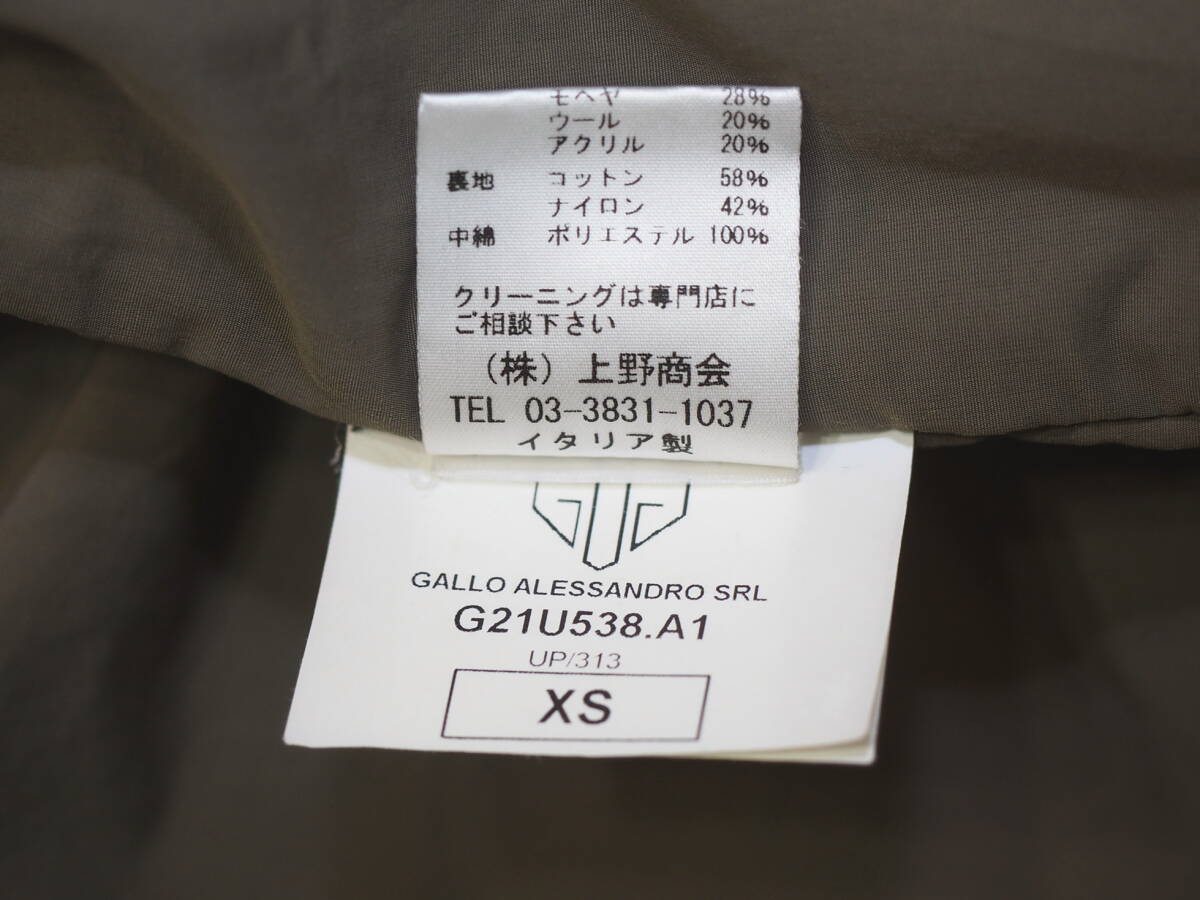 モヘヤ 28%
ウール 20%
アクリル 20%
裏地 コットン 58%
ナイロン 42%
中綿 ポリエステル 100%
クリーニングは専門店に
ご相談下さい
(株) 上野商会
TEL 03-3831-1037
イタリア製
GALLO ALESSANDRO SRL
G21U538.A1
UP/313
XS